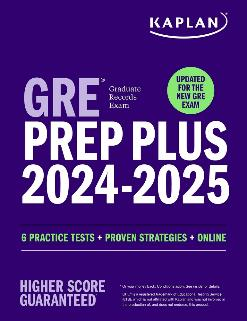 KAPLAN
UPDATED
FOR THE
NEW GRE
EXAM
GRE®
Graduate
Records
Exam
PREP PLUS
2024-2025
6 PRACTICE TESTS + PROVEN STRATEGIES + ONLINE
HIGHER SCORE
GUARANTEED*